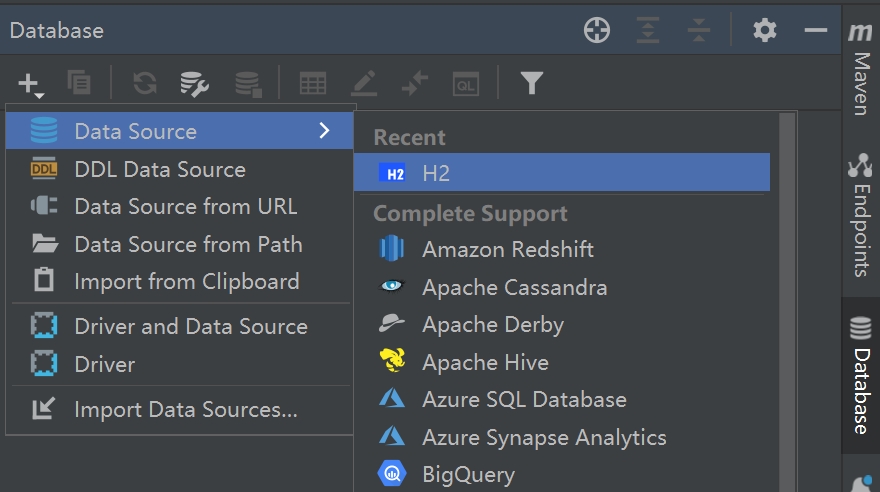 Database
Data Source
DDL Data Source
DDL
Data Source from URL
Data Source from Path
Import from Clipboard
Driver and Data Source
Driver
Import Data Sources...
QL
Recent
H2 H2
Complete Support
Amazon Redshift
Apache Cassandra
Apache Derby
Apache Hive
Azure SQL Database
Azure Synapse Analytics
BigQuery
m
Maven
Endpoints
Database